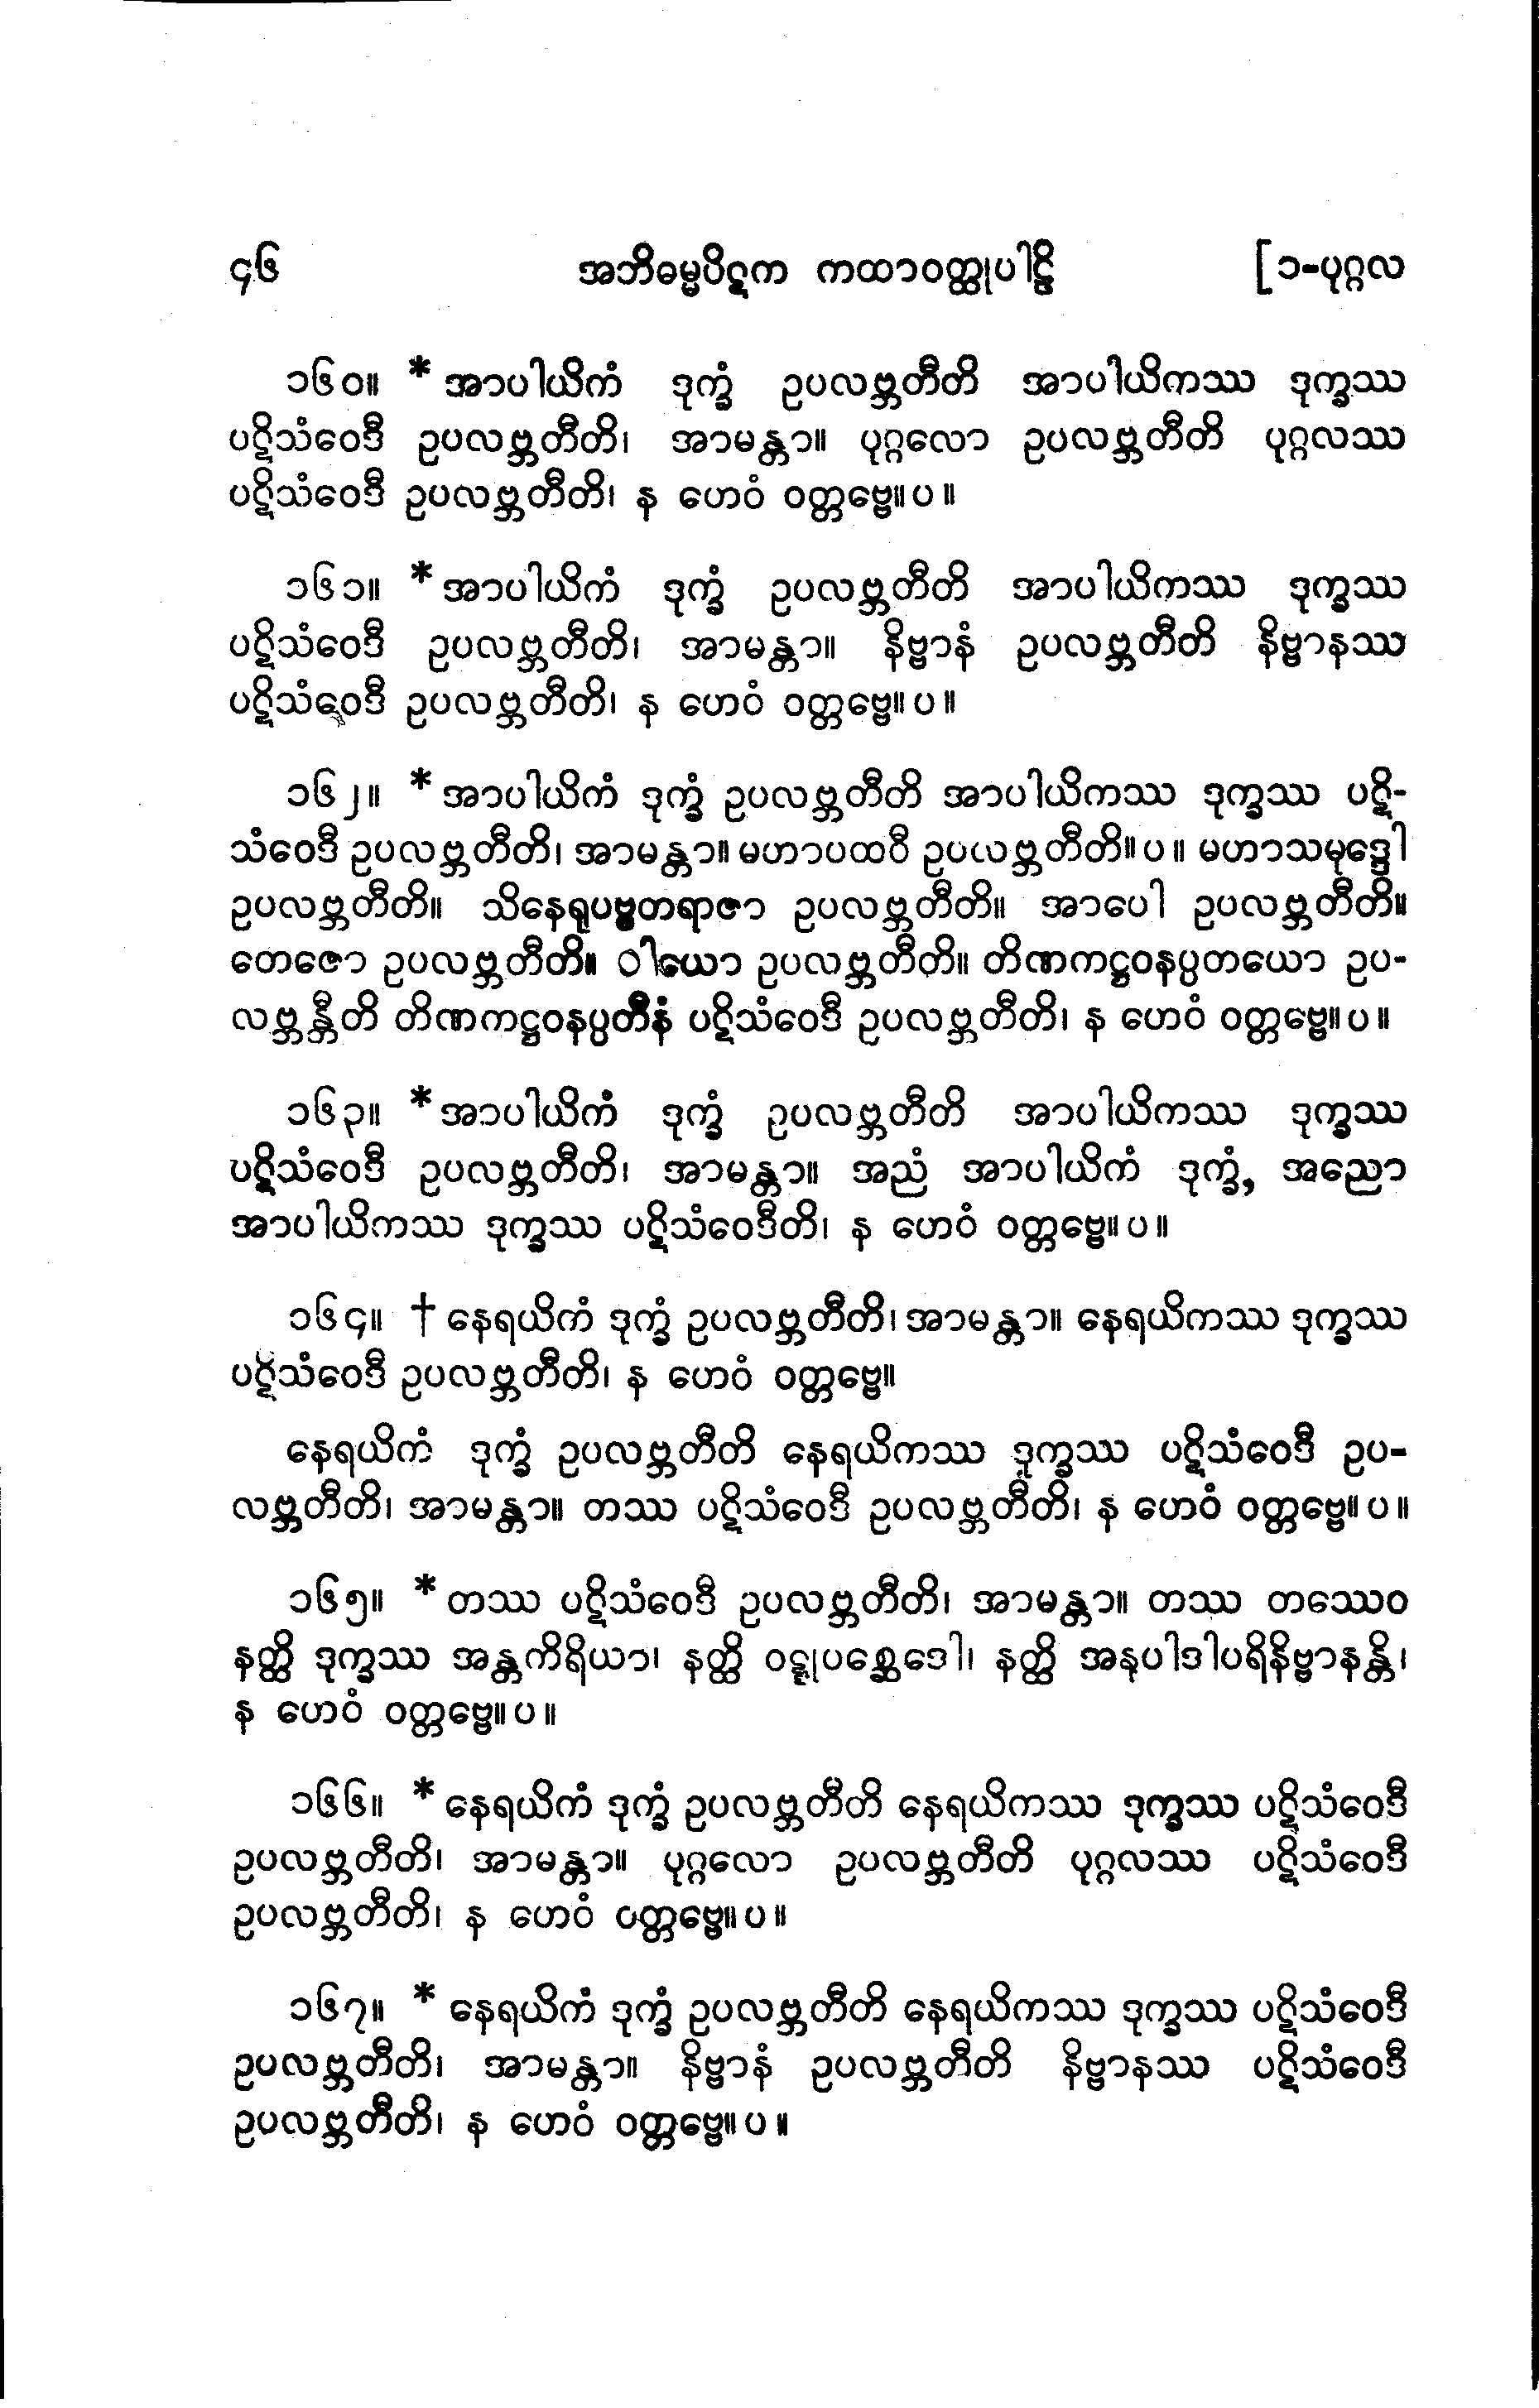 ၄၆ အဘိဓမ္မပိဋက ကထာဝတ္ထုပါဠိ [ ၁-ပုဂ္ဂလ
၁၆၀။ * အာပါယိကံ ဒုက္ခံ ဥပလဗ္ဘတီတိ အာပါယိကဿ ဒုက္ခဿ
ပဋိသံဝေဒီ ဥပလဗ္ဘတီတိ၊ အာမန္တာ။ ပုဂ္ဂလော ဥပလဗ္ဘတီတိ ပုဂ္ဂလဿ
ပဋိသံဝေဒီ ဥပလဗ္ဘတီတိ၊ န ဟေဝံ ဝတ္တဗ္ဗေ။ပ။
၁၆၁။ * အာပါယိကံ ဒုက္ခံ ဥပလဗ္ဘတီတိ အာပါယိကဿ ဒုက္ခဿ
ပဋိသံဝေဒီ ဥပလဗ္ဘတီတိ၊ အာမန္တာ။ နိဗ္ဗာနံ ဥပလဗ္ဘတီတိ နိဗ္ဗာနဿ
ပဋိသံဝေဒီ ဥပလဗ္ဘတီတိ၊ န ဟေဝံ ဝတ္တဗ္ဗေ။ပ။
၁၆၂။ * အာပါယိကံ ဒုက္ခံ ဥပလဗ္ဘတီတိ အာပါယိကဿ ဒုက္ခဿ ပဋိ-
သံဝေဒီ ဥပလဗ္ဘတီတိ၊ အာမန္တာ။ မဟာပထဝီ ဥပလဗ္ဘတီတိ။ပ။ မဟာသမုဒ္ဒေါ
ဥပလဗ္ဘတီတိ။ သိနေရုပဗ္ဗတရာဇာ ဥပလဗ္ဘတီတိ။ အာပေါ ဥပလဗ္ဘတီတိ။
တေဇော ဥပလဗ္ဘတီတိ။ ဝါယော ဥပလဗ္ဘတီတိ။ တိဏကဋ္ဌဝနပ္ပတယော ဥပ-
လဗ္ဘန္တီတိ တိဏကဋ္ဌဝနပ္ပတီနံ ပဋိသံဝေဒီ ဥပလဗ္ဘတီတိ၊ န ဟေဝံ ဝတ္တဗ္ဗေ။ပ။
၁၆၃။ * အာပါယိကံ ဒုက္ခံ ဥပလဗ္ဘတီတိ အာပါယိကဿ ဒုက္ခဿ
ပဋိသံဝေဒီ ဥပလဗ္ဘတီတိ၊ အာမန္တာ။ အညံ အာပါယိကံ ဒုက္ခံ, အညော
အာပါယိကဿ ဒုက္ခဿ ပဋိသံဝေဒီတိ၊ န ဟေဝံ ဝတ္တဗ္ဗေ။ပ။
၁၆၄။ † နေရယိကံ ဒုက္ခံ ဥပလဗ္ဘတီတိ၊ အာမန္တာ။ နေရယိကဿ ဒုက္ခဿ
ပဋိသံဝေဒီ ဥပလဗ္ဘတီတိ၊ န ဟေဝံ ဝတ္တဗ္ဗေ။
နေရယိကံ ဒုက္ခံ ဥပလဗ္ဘတီတိ နေရယိကဿ ဒုက္ခဿ ပဋိသံဝေဒီ ဥပ-
လဗ္ဘတီတိ၊ အာမန္တာ။ တဿ ပဋိသံဝေဒီ ဥပလဗ္ဘတီတိ၊ န ဟေဝံ ဝတ္တဗ္ဗေ။ပ။
၁၆၅။ * တဿ ပဋိသံဝေဒီ ဥပလဗ္ဘတီတိ၊ အာမန္တာ။ တဿ တဿေဝ
နတ္ထိ ဒုက္ခဿ အန္တကိရိယာ၊ နတ္ထိ ဝဋ္ဋုပစ္ဆေဒေါ၊ နတ္ထိ အနုပါဒါပရိနိဗ္ဗာနန္တိ၊
န ဟေဝံ ဝတ္တဗ္ဗေ။ပ။
၁၆၆။ * နေရယိကံ ဒုက္ခံ ဥပလဗ္ဘတီတိ နေရယိကဿ ဒုက္ခဿ ပဋိသံဝေဒီ
ဥပလဗ္ဘတီတိ၊ အာမန္တာ။ ပုဂ္ဂလော ဥပလဗ္ဘတီတိ ပုဂ္ဂလဿ ပဋိသံဝေဒီ
ဥပလဗ္ဘတီတိ၊ န ဟေဝံ ဝတ္တဗ္ဗေ။ပ။
၁၆၇။ * နေရယိကံ ဒုက္ခံ ဥပလဗ္ဘတီတိ နေရယိကဿ ဒုက္ခဿ ပဋိသံဝေဒီ
ဥပလဗ္ဘတီတိ၊ အာမန္တာ။ နိဗ္ဗာနံ ဥပလဗ္ဘတီတိ နိဗ္ဗာနဿ ပဋိသံဝေဒီ
ဥပလဗ္ဘတီတိ၊ န ဟေဝံ ဝတ္တဗ္ဗေ။ပ။